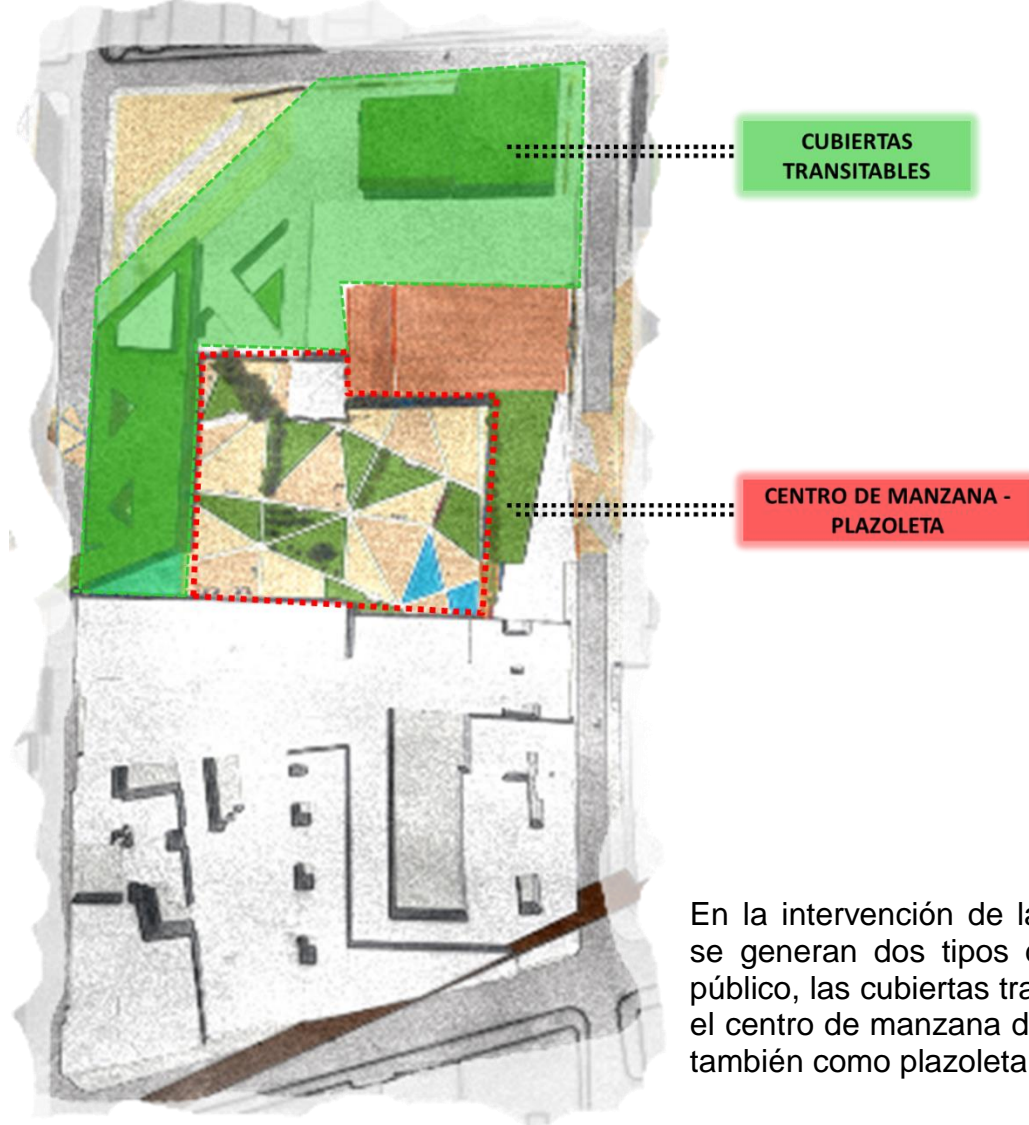 CUBIERTAS
TRANSITABLES
CENTRO DE MANZANA -
PLAZOLETA
En la intervención de la
se generan dos tipos
público, las cubiertas
el centro de manzana
también como plazoleta